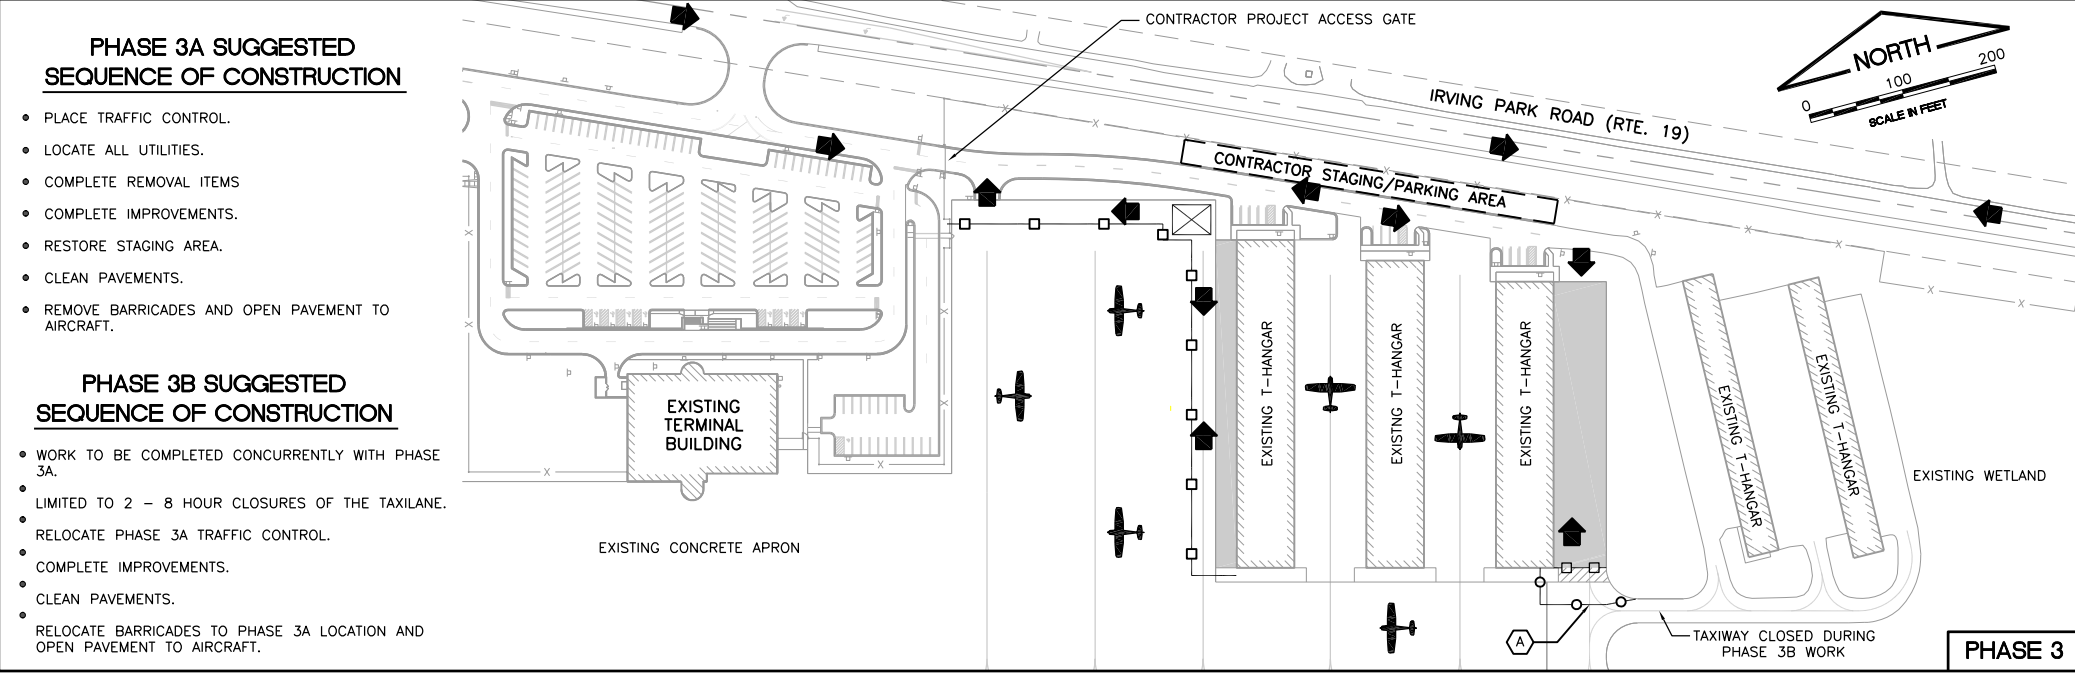 PHASE 3A SUGGESTED
SEQUENCE OF CONSTRUCTION
PLACE TRAFFIC CONTROL.
LOCATE ALL UTILITIES.
COMPLETE REMOVAL ITEMS
COMPLETE IMPROVEMENTS.
RESTORE STAGING AREA.
CLEAN PAVEMENTS.
REMOVE BARRICADES AND OPEN PAVEMENT TO
AIRCRAFT.
PHASE 3B SUGGESTED
SEQUENCE OF CONSTRUCTION
WORK TO BE COMPLETED CONCURRENTLY WITH PHASE
3A.
LIMITED TO 2 – 8 HOUR CLOSURES OF THE TAXILANE.
RELOCATE PHASE 3A TRAFFIC CONTROL.
COMPLETE IMPROVEMENTS.
CLEAN PAVEMENTS.
RELOCATE BARRICADES TO PHASE 3A LOCATION AND
OPEN PAVEMENT TO AIRCRAFT.
CONTRACTOR PROJECT ACCESS GATE
IRVING PARK ROAD (RTE. 19)
NORTH
0 100 200
SCALE IN FEET
CONTRACTOR STAGING/PARKING AREA
EXISTING
TERMINAL
BUILDING
EXISTING CONCRETE APRON
EXISTING T-HANGAR
EXISTING T-HANGAR
EXISTING T-HANGAR
EXISTING T-HANGAR
EXISTING T-HANGAR
EXISTING WETLAND
A
TAXIWAY CLOSED DURING
PHASE 3B WORK
PHASE 3